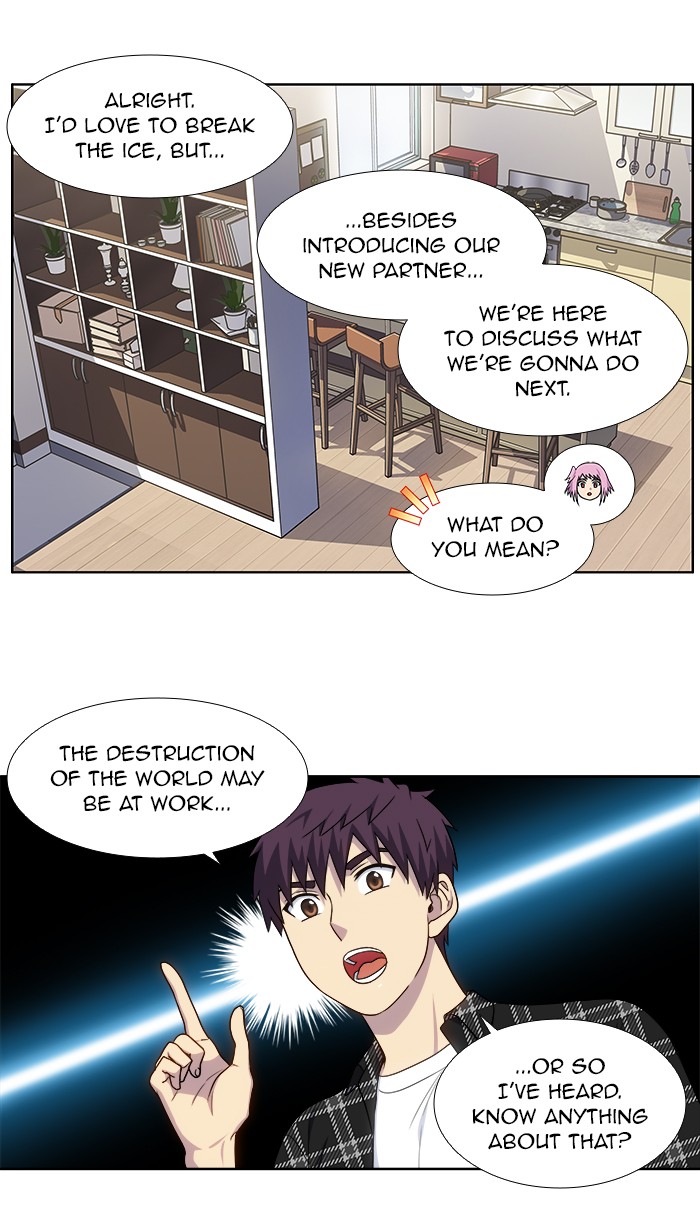 ALRIGHT.
I'D LOVE TO BREAK
THE ICE, BUT...
...BESIDES
INTRODUCING OUR
NEW PARTNER...
WE'RE HERE
TO DISCUSS WHAT
WE'RE GONNA DO
NEXT.
WHAT DO
YOU MEAN?
THE DESTRUCTION
OF THE WORLD MAY
BE AT WORK...
...OR SO
I'VE HEARD.
KNOW ANYTHING
ABOUT THAT?